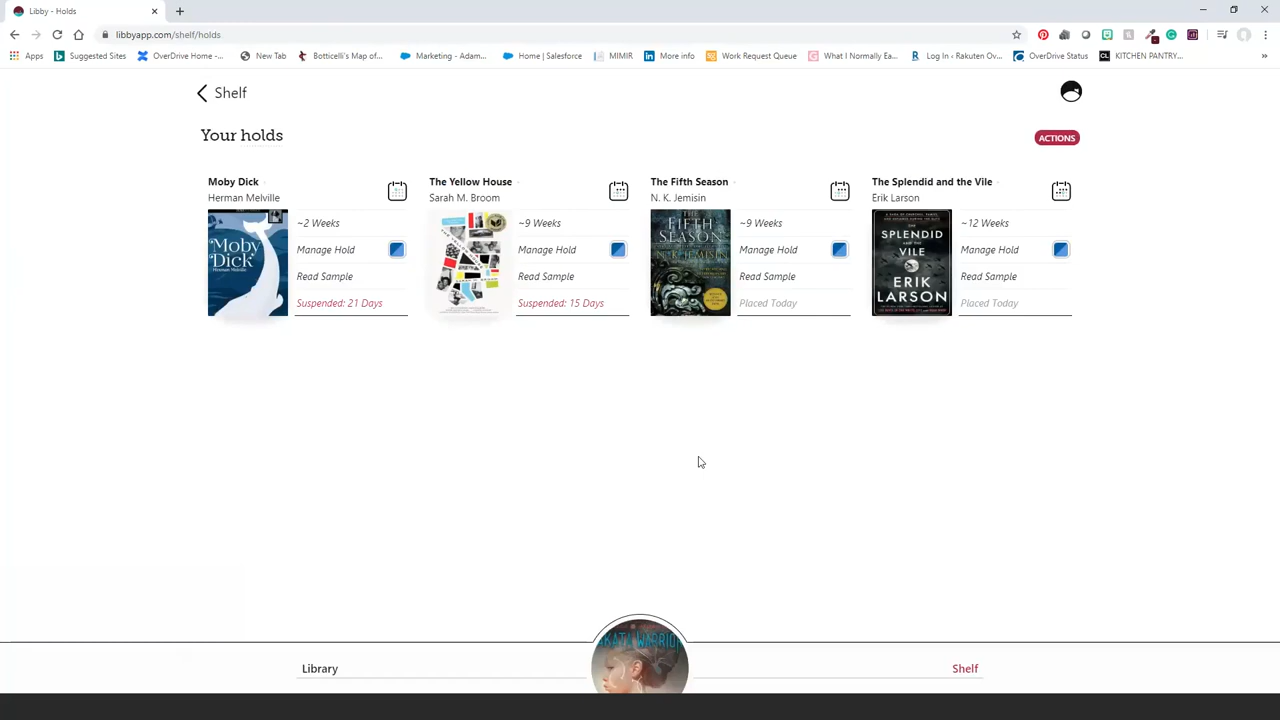 Libby - Holds
libbyapp.com/shelf/holds
Apps Suggested Sites OverDrive Home -... New Tab Botticelli's Map of... Marketing - Adam... Home | Salesforce MIMIR More info Work Request Queue What I Normally Ea... Log In ‹ Rakuten Ov... OverDrive Status KITCHEN PANTRY...
Shelf
Your holds
ACTIONS
Moby Dick
Herman Melville
Moby
Dick
Herman Melville
~2 Weeks
Manage Hold
Read Sample
Suspended: 21 Days
The Yellow House
Sarah M. Broom
~9 Weeks
Manage Hold
Read Sample
Suspended: 15 Days
The Fifth Season
N. K. Jemisin
THE
FIFTH
SEASON
N. K. JEMISIN
~9 Weeks
Manage Hold
Read Sample
Placed Today
The Splendid and the Vile
Erik Larson
THE
SPLENDID
AND THE
VILE
ERIK
LARSON
~12 Weeks
Manage Hold
Read Sample
Placed Today
Library
KATA WARRIOR
Shelf